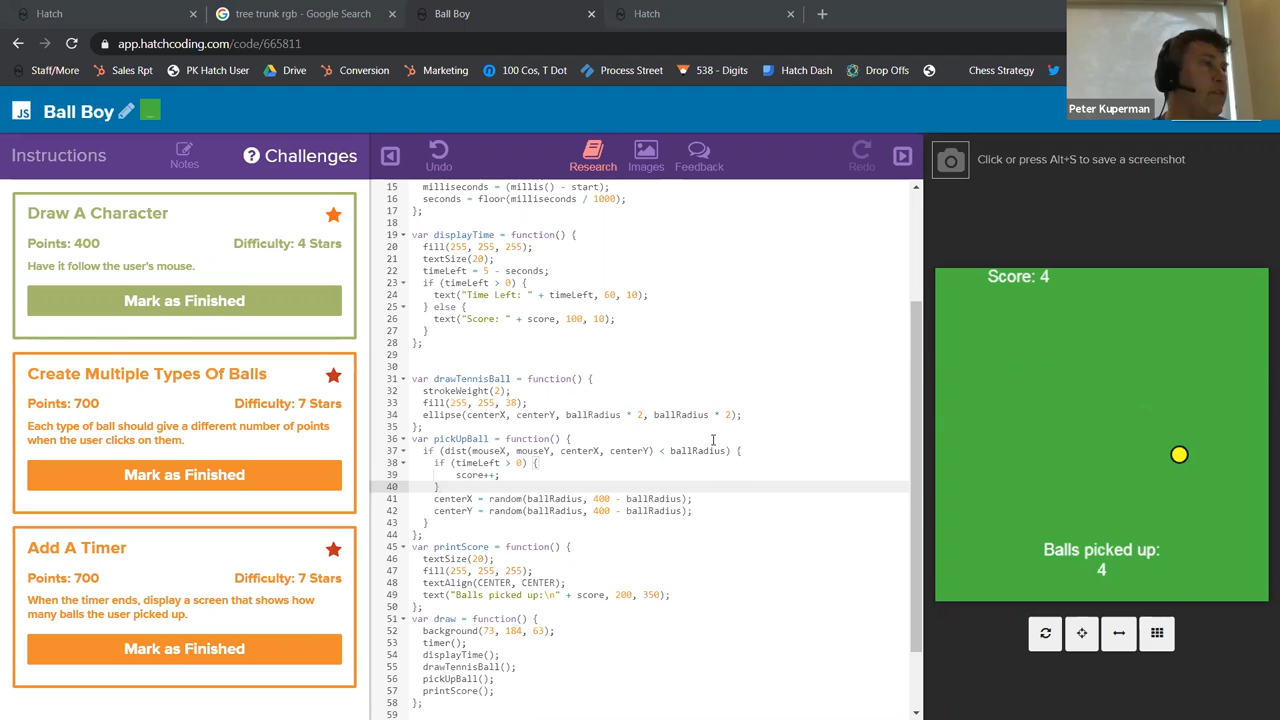 Hatch
tree trunk rgb - Google Search
Ball Boy
Hatch
app.hatchcoding.com/code/665811
Staff/More
Sales Rpt
PK Hatch User
Drive
Conversion
Marketing
100 Cos, T Dot
Process Street
538 - Digits
Hatch Dash
Drop Offs
Chess Strategy
Peter Kuperman
JS
Ball Boy
Instructions
Notes
Challenges
Undo
Research
Images
Feedback
Redo
Click or press Alt+S to save a screenshot
Draw A Character
Points: 400
Difficulty: 4 Stars
Have it follow the user's mouse.
Mark as Finished
Create Multiple Types Of Balls
Points: 700
Difficulty: 7 Stars
Each type of ball should give a different number of points
when the user clicks on them.
Mark as Finished
Add A Timer
Points: 700
Difficulty: 7 Stars
When the timer ends, display a screen that shows how
many balls the user picked up.
Mark as Finished
15 milliseconds = (millis() - start);
16 seconds = floor(milliseconds / 1000);
17 };
18
19 var displayTime = function() {
20 fill(255, 255, 255);
21 textSize(20);
22 timeLeft = 5 - seconds;
23 if (timeLeft > 0) {
24 text("Time Left: " + timeLeft, 60, 10);
25 } else {
26 text("Score: " + score, 100, 10);
27 }
28 };
29
30
31 var drawTennisBall = function() {
32 strokeWeight(2);
33 fill(255, 255, 38);
34 ellipse(centerX, centerY, ballRadius * 2, ballRadius * 2);
35 };
36 var pickUpBall = function() {
37 if (dist(mouseX, mouseY, centerX, centerY) < ballRadius) {
38 if (timeLeft > 0) {
39 score++;
40 }
41 centerX = random(ballRadius, 400 - ballRadius);
42 centerY = random(ballRadius, 400 - ballRadius);
43 }
44 };
45 var printScore = function() {
46 textSize(20);
47 fill(255, 255, 255);
48 textAlign(CENTER, CENTER);
49 text("Balls picked up:\n" + score, 200, 350);
50 };
51 var draw = function() {
52 background(73, 184, 63);
53 timer();
54 displayTime();
55 drawTennisBall();
56 pickUpBall();
57 printScore();
58 };
59
Score: 4
Balls picked up:
4